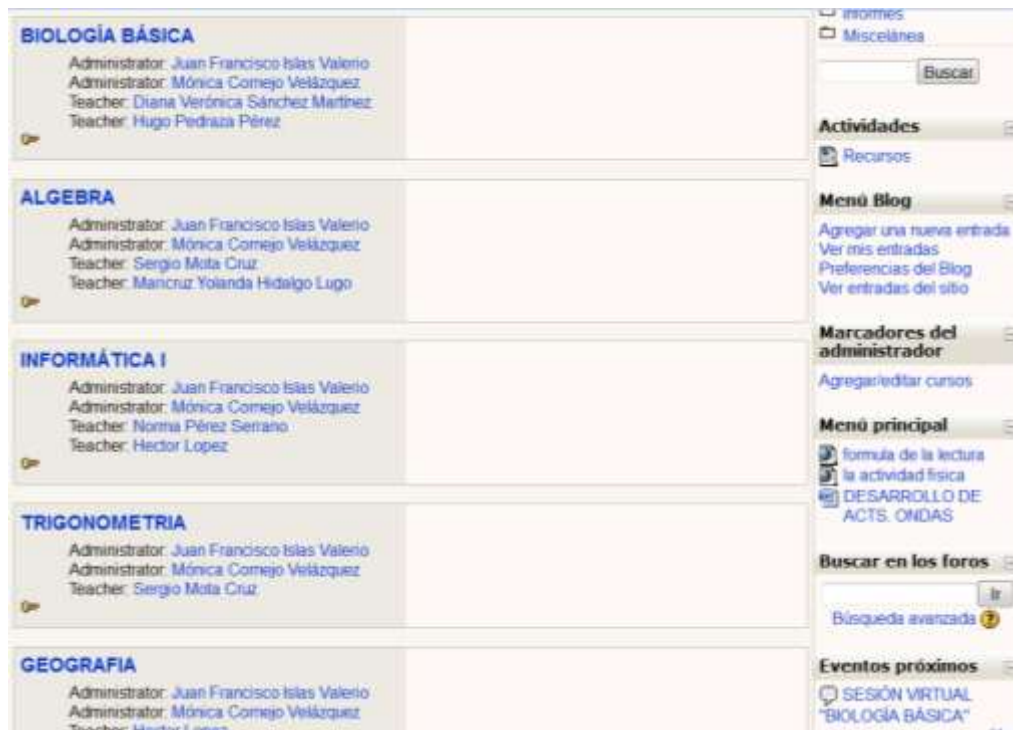 BIOLOGÍA BÁSICA
Administrator: Juan Francisco Islas Valerio
Administrator: Mónica Cornejo Velázquez
Teacher: Diana Verónica Sánchez Martínez
Teacher: Hugo Pedraza Pérez
ALGEBRA
Administrator: Juan Francisco Islas Valerio
Administrator: Mónica Cornejo Velázquez
Teacher: Sergio Mota Cruz
Teacher: Maricruz Yolanda Hidalgo Lugo
INFORMÁTICA I
Administrator: Juan Francisco Islas Valerio
Administrator: Mónica Cornejo Velázquez
Teacher: Norma Pérez Serrano
Teacher: Hector Lopez
TRIGONOMETRIA
Administrator: Juan Francisco Islas Valerio
Administrator: Mónica Cornejo Velázquez
Teacher: Sergio Mota Cruz
GEOGRAFIA
Administrator: Juan Francisco Islas Valerio
Administrator: Mónica Cornejo Velázquez
Teacher: Hector Lopez
Informes
Miscelánea
Buscar
Actividades
Recursos
Menú Blog
Agregar una nueva entrada
Ver mis entradas
Preferencias del Blog
Ver entradas del sitio
Marcadores del
administrador
Agregar/editar cursos
Menú principal
formula de la lectura
la actividad fisica
DESARROLLO DE
ACTS. ONDAS
Buscar en los foros
Ir
Búsqueda avanzada
Eventos próximos
SESIÓN VIRTUAL
"BIOLOGÍA BÁSICA"